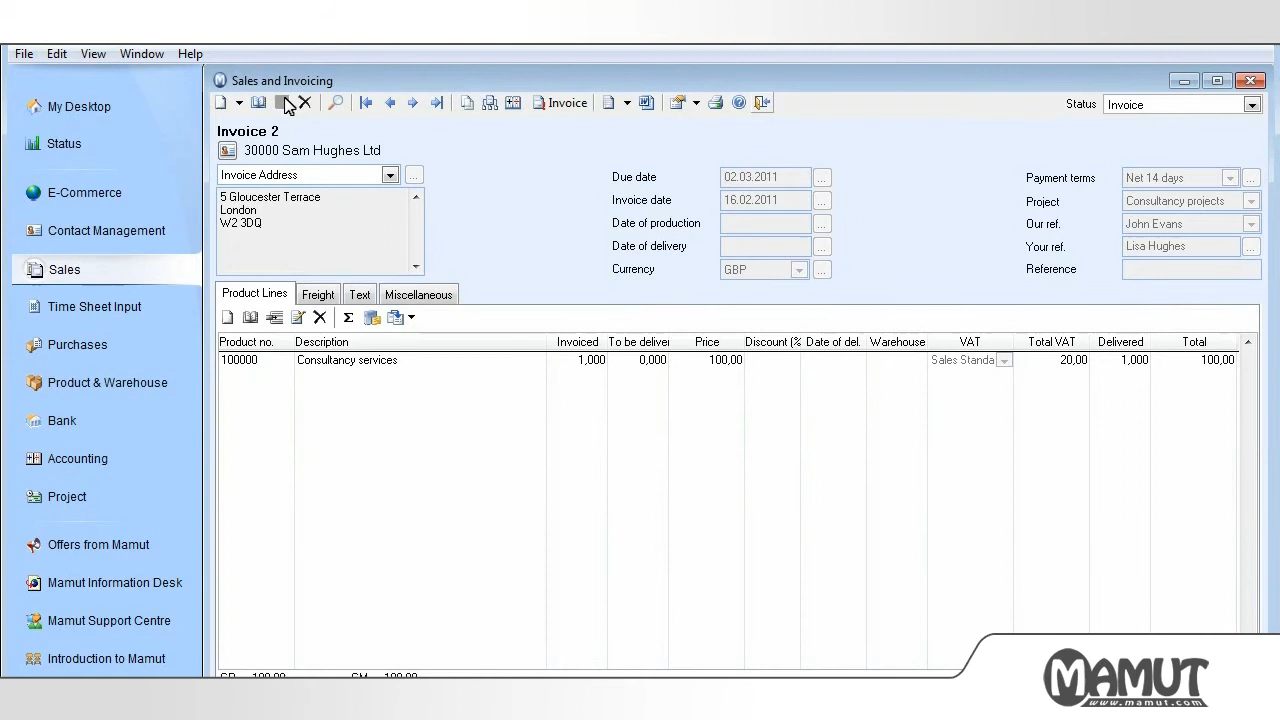 File Edit View Window Help
Sales and Invoicing
My Desktop
Status
E-Commerce
Contact Management
Sales
Time Sheet Input
Purchases
Product & Warehouse
Bank
Accounting
Project
Offers from Mamut
Mamut Information Desk
Mamut Support Centre
Introduction to Mamut
Invoice
Status Invoice
Invoice 2
30000 Sam Hughes Ltd
Invoice Address
5 Gloucester Terrace
London
W2 3DQ
Due date 02.03.2011
Invoice date 16.02.2011
Date of production
Date of delivery
Currency GBP
Payment terms Net 14 days
Project Consultancy projects
Our ref. John Evans
Your ref. Lisa Hughes
Reference
Product Lines Freight Text Miscellaneous
Product no. Description Invoiced To be deliver Price Discount (% Date of del. Warehouse VAT Total VAT Delivered Total
100000 Consultancy services 1,000 0,000 100,00 Sales Standa 20,00 1,000 100,00
MAMUT
www.mamut.com